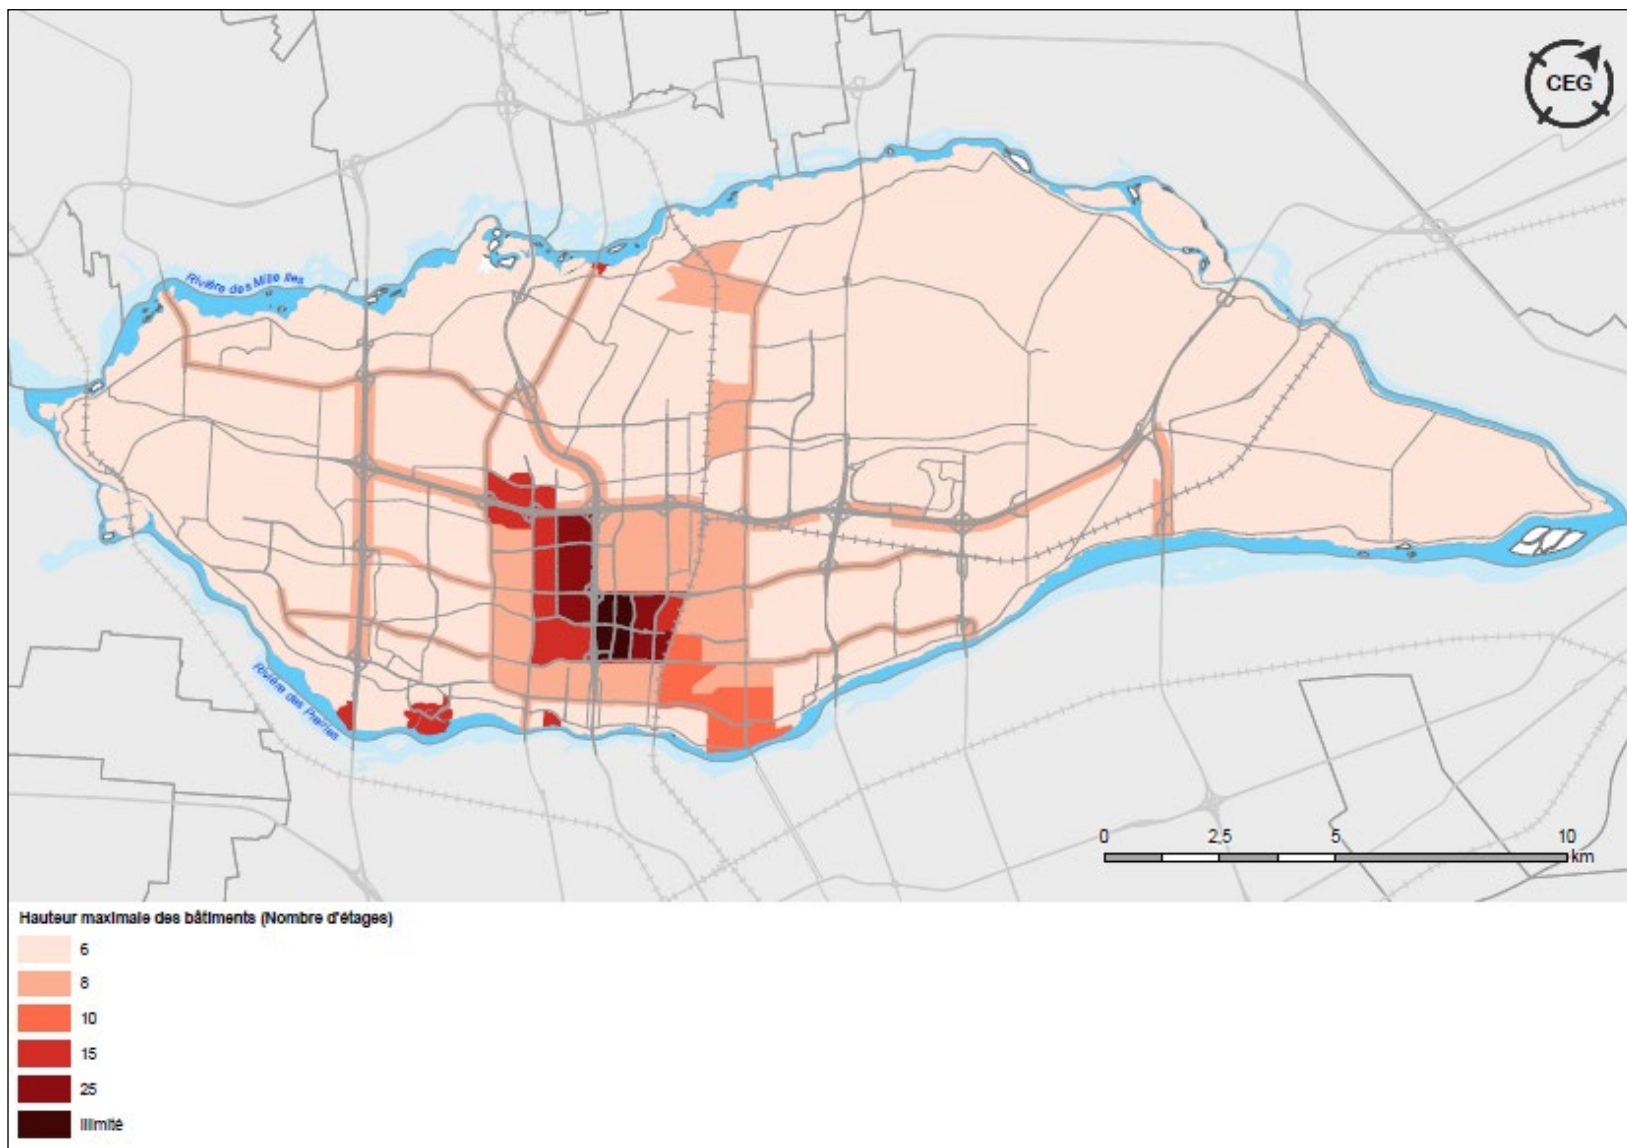 CEG
Rivière des Mille Iles
Rivière des Prairies
0 2,5 5 10
km
Hauteur maximale des bâtiments (Nombre d'étages)
6
8
10
15
25
Illimité